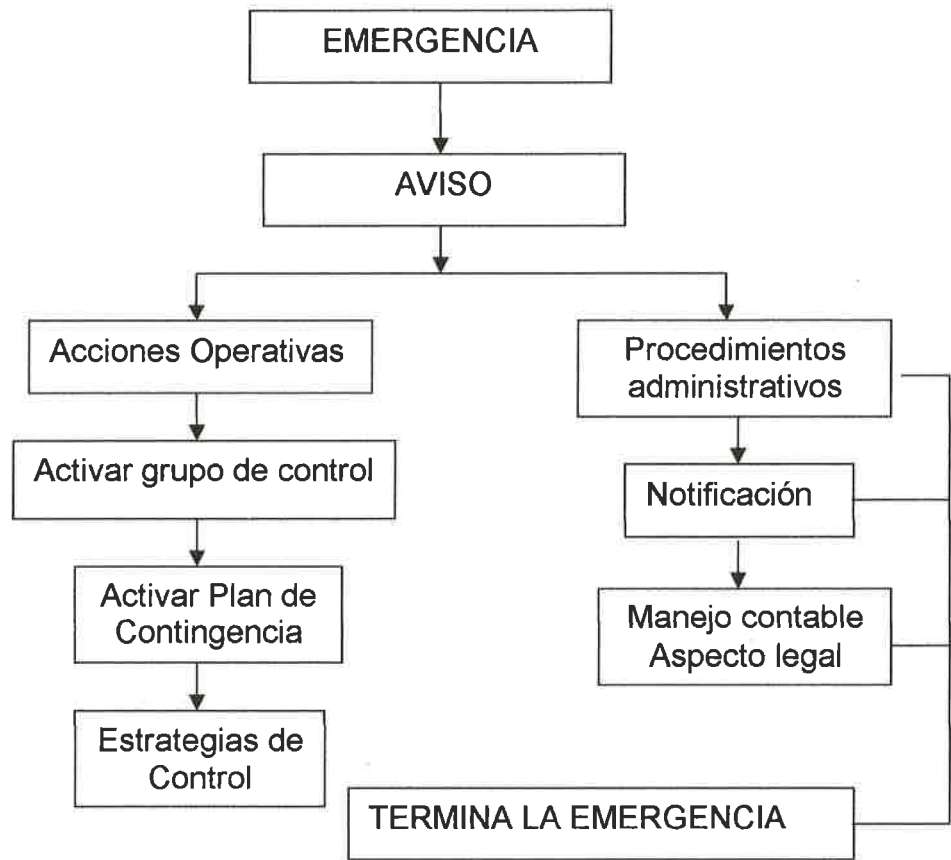 EMERGENCIA
AVISO
Acciones Operativas
Activar grupo de control
Activar Plan de
Contingencia
Estrategias de
Control
Procedimientos
administrativos
Notificación
Manejo contable
Aspecto legal
TERMINA LA EMERGENCIA